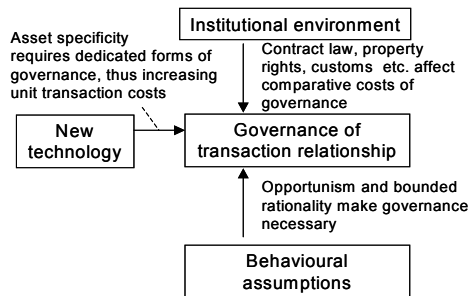 Institutional environment
Asset specificity
requires dedicated forms of
governance, thus increasing
unit transaction costs
Contract law, property
rights, customs etc. affect
comparative costs of
governance
New
technology
Governance of
transaction relationship
Opportunism and bounded
rationality make governance
necessary
Behavioural
assumptions